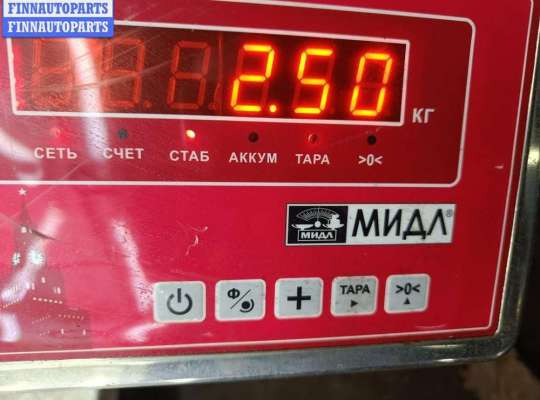 FINNAUTOPARTS
FINNAUTOPARTS
2.50
КГ
СЕТЬ СЧЕТ СТАБ АККУМ ТАРА >0<
МИДЛ МИДЛ®
Ф + ТАРА >0<